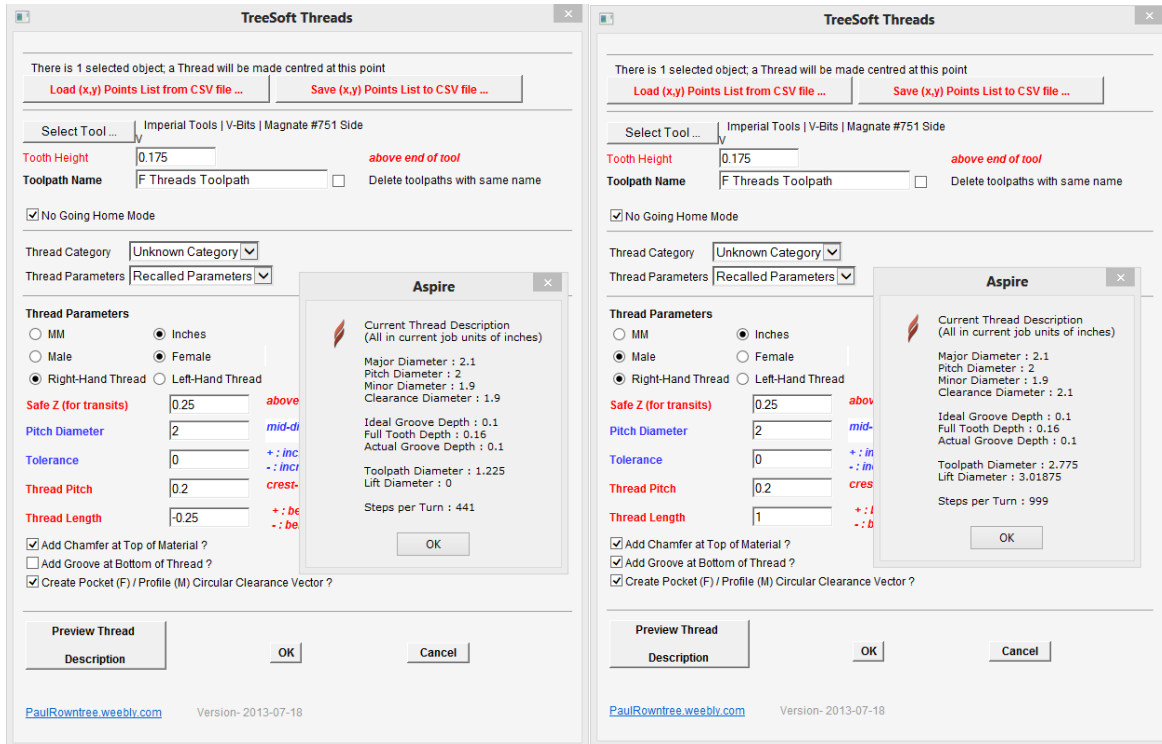 TreeSoft Threads
There is 1 selected object; a Thread will be made centred at this point
Load (x,y) Points List from CSV file ...
Save (x,y) Points List to CSV file ...
Select Tool ...
Imperial Tools | V-Bits | Magnate #751 Side
V
Tooth Height
0.175
above end of tool
Toolpath Name
F Threads Toolpath
Delete toolpaths with same name
No Going Home Mode
Thread Category
Unknown Category
Thread Parameters
Recalled Parameters
Thread Parameters
MM
Inches
Male
Female
Right-Hand Thread
Left-Hand Thread
Safe Z (for transits)
0.25
above
Pitch Diameter
2
mid-di
Tolerance
0
+ : inc
- : incr
Thread Pitch
0.2
crest-
Thread Length
-0.25
+ : be
- : be
Add Chamfer at Top of Material ?
Add Groove at Bottom of Thread ?
Create Pocket (F) / Profile (M) Circular Clearance Vector ?
Aspire
Current Thread Description
(All in current job units of inches)
Major Diameter : 2.1
Pitch Diameter : 2
Minor Diameter : 1.9
Clearance Diameter : 1.9
Ideal Groove Depth : 0.1
Full Tooth Depth : 0.16
Actual Groove Depth : 0.1
Toolpath Diameter : 1.225
Lift Diameter : 0
Steps per Turn : 441
OK
Preview Thread
Description
OK
Cancel
PaulRowntree.weebly.com
Version- 2013-07-18
TreeSoft Threads
There is 1 selected object; a Thread will be made centred at this point
Load (x,y) Points List from CSV file ...
Save (x,y) Points List to CSV file ...
Select Tool ...
Imperial Tools | V-Bits | Magnate #751 Side
V
Tooth Height
0.175
above end of tool
Toolpath Name
F Threads Toolpath
Delete toolpaths with same name
No Going Home Mode
Thread Category
Unknown Category
Thread Parameters
Recalled Parameters
Thread Parameters
MM
Inches
Male
Female
Right-Hand Thread
Left-Hand Thread
Safe Z (for transits)
0.25
abov
Pitch Diameter
2
mid-
Tolerance
0
+ : in
- : in
Thread Pitch
0.2
cres
Thread Length
1
+ : b
- : b
Add Chamfer at Top of Material ?
Add Groove at Bottom of Thread ?
Create Pocket (F) / Profile (M) Circular Clearance Vector ?
Aspire
Current Thread Description
(All in current job units of inches)
Major Diameter : 2.1
Pitch Diameter : 2
Minor Diameter : 1.9
Clearance Diameter : 2.1
Ideal Groove Depth : 0.1
Full Tooth Depth : 0.16
Actual Groove Depth : 0.1
Toolpath Diameter : 2.775
Lift Diameter : 3.01875
Steps per Turn : 999
OK
Preview Thread
Description
OK
Cancel
PaulRowntree.weebly.com
Version- 2013-07-18